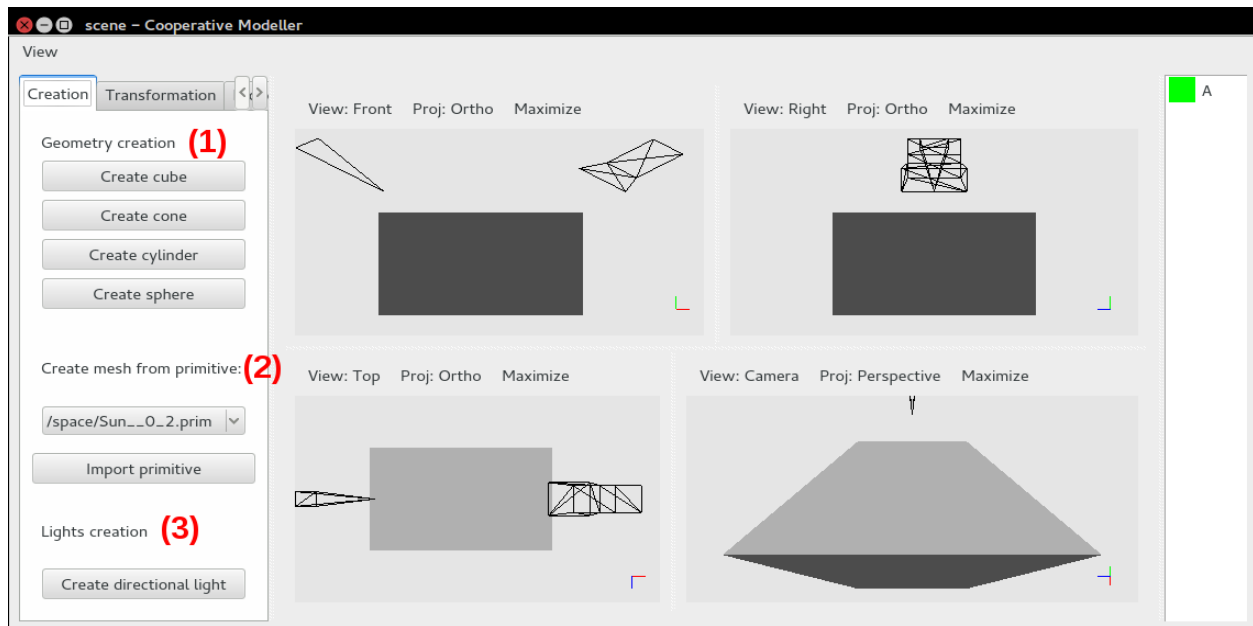 scene – Cooperative Modeller
View
Creation Transformation
Geometry creation (1)
Create cube
Create cone
Create cylinder
Create sphere
Create mesh from primitive: (2)
/space/Sun__0_2.prim
Import primitive
Lights creation (3)
Create directional light
View: Front Proj: Ortho Maximize
View: Right Proj: Ortho Maximize
View: Top Proj: Ortho Maximize
View: Camera Proj: Perspective Maximize
A